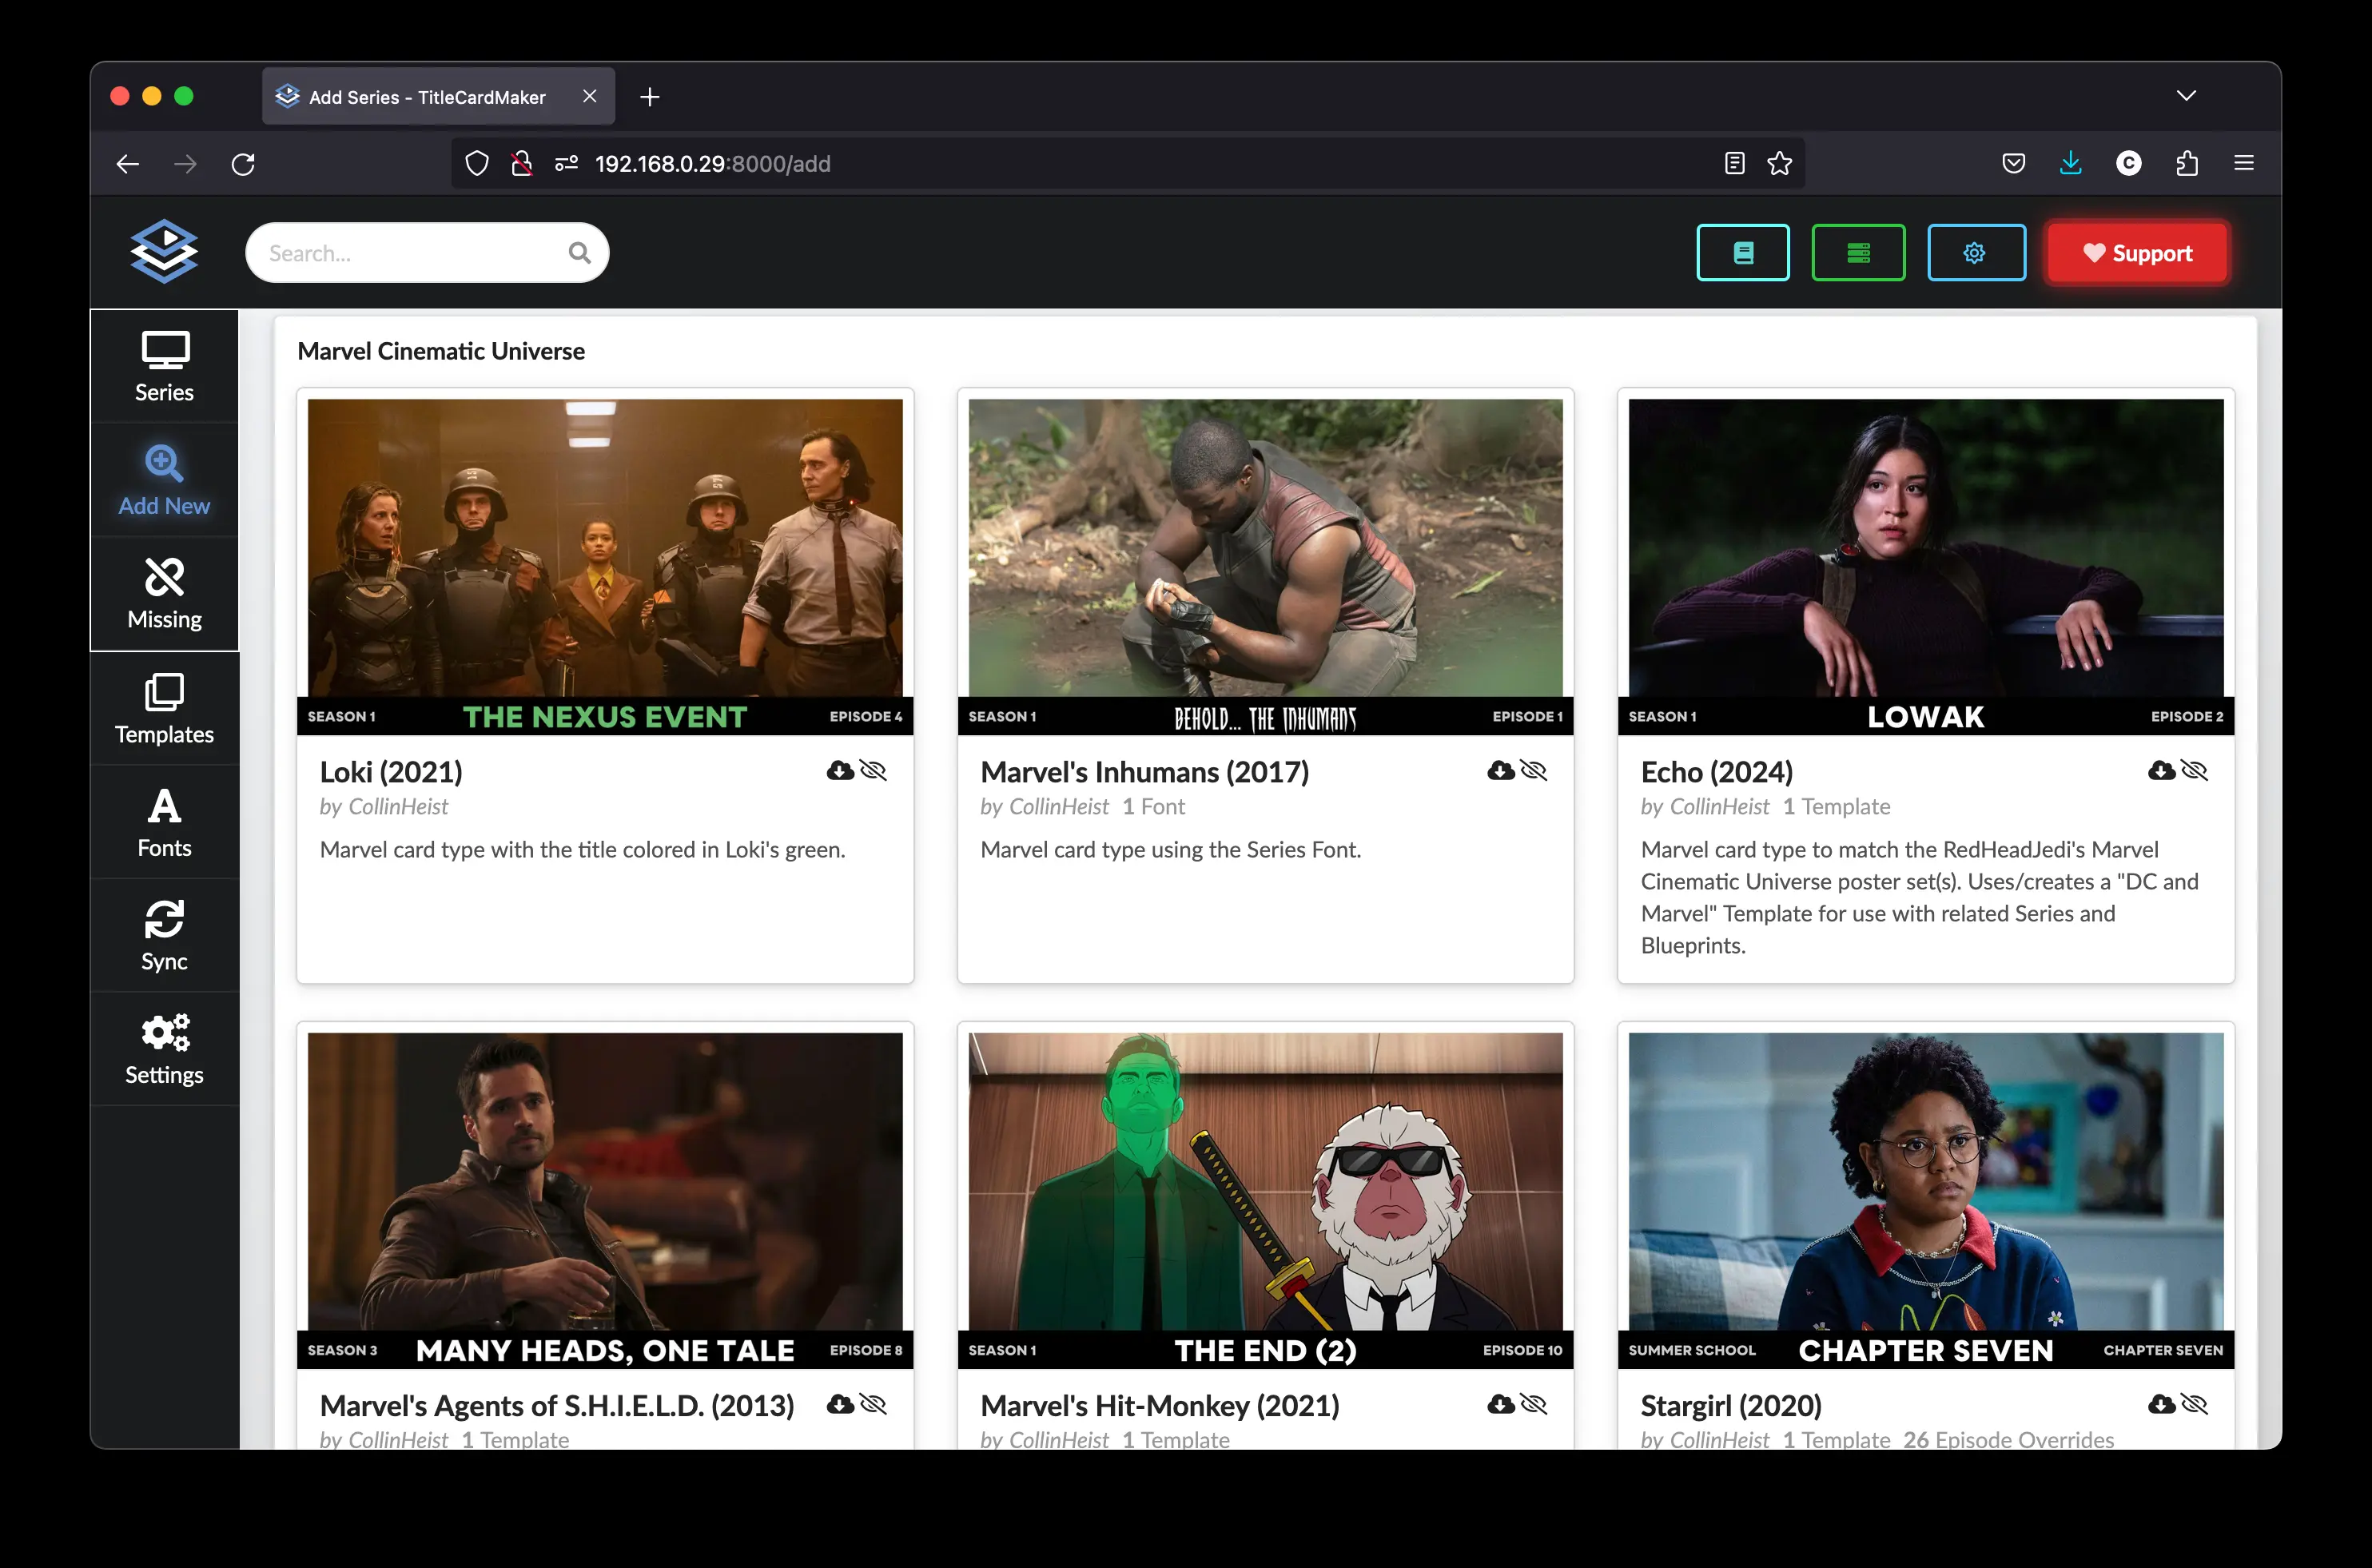 Add Series - TitleCardMaker
192.168.0.29:8000/add
Search...
Support
Series
Add New
Missing
Templates
Fonts
Sync
Settings
Marvel Cinematic Universe
SEASON 1 THE NEXUS EVENT EPISODE 4
Loki (2021)
by CollinHeist
Marvel card type with the title colored in Loki's green.
SEASON 1 BEHOLD... THE INHUMANS EPISODE 1
Marvel's Inhumans (2017)
by CollinHeist 1 Font
Marvel card type using the Series Font.
SEASON 1 LOWAK EPISODE 2
Echo (2024)
by CollinHeist 1 Template
Marvel card type to match the RedHeadJedi's Marvel
Cinematic Universe poster set(s). Uses/creates a "DC and
Marvel" Template for use with related Series and
Blueprints.
SEASON 3 MANY HEADS, ONE TALE EPISODE 8
Marvel's Agents of S.H.I.E.L.D. (2013)
by CollinHeist 1 Template
SEASON 1 THE END (2) EPISODE 10
Marvel's Hit-Monkey (2021)
by CollinHeist 1 Template
SUMMER SCHOOL CHAPTER SEVEN CHAPTER SEVEN
Stargirl (2020)
by CollinHeist 1 Template 26 Episode Overrides